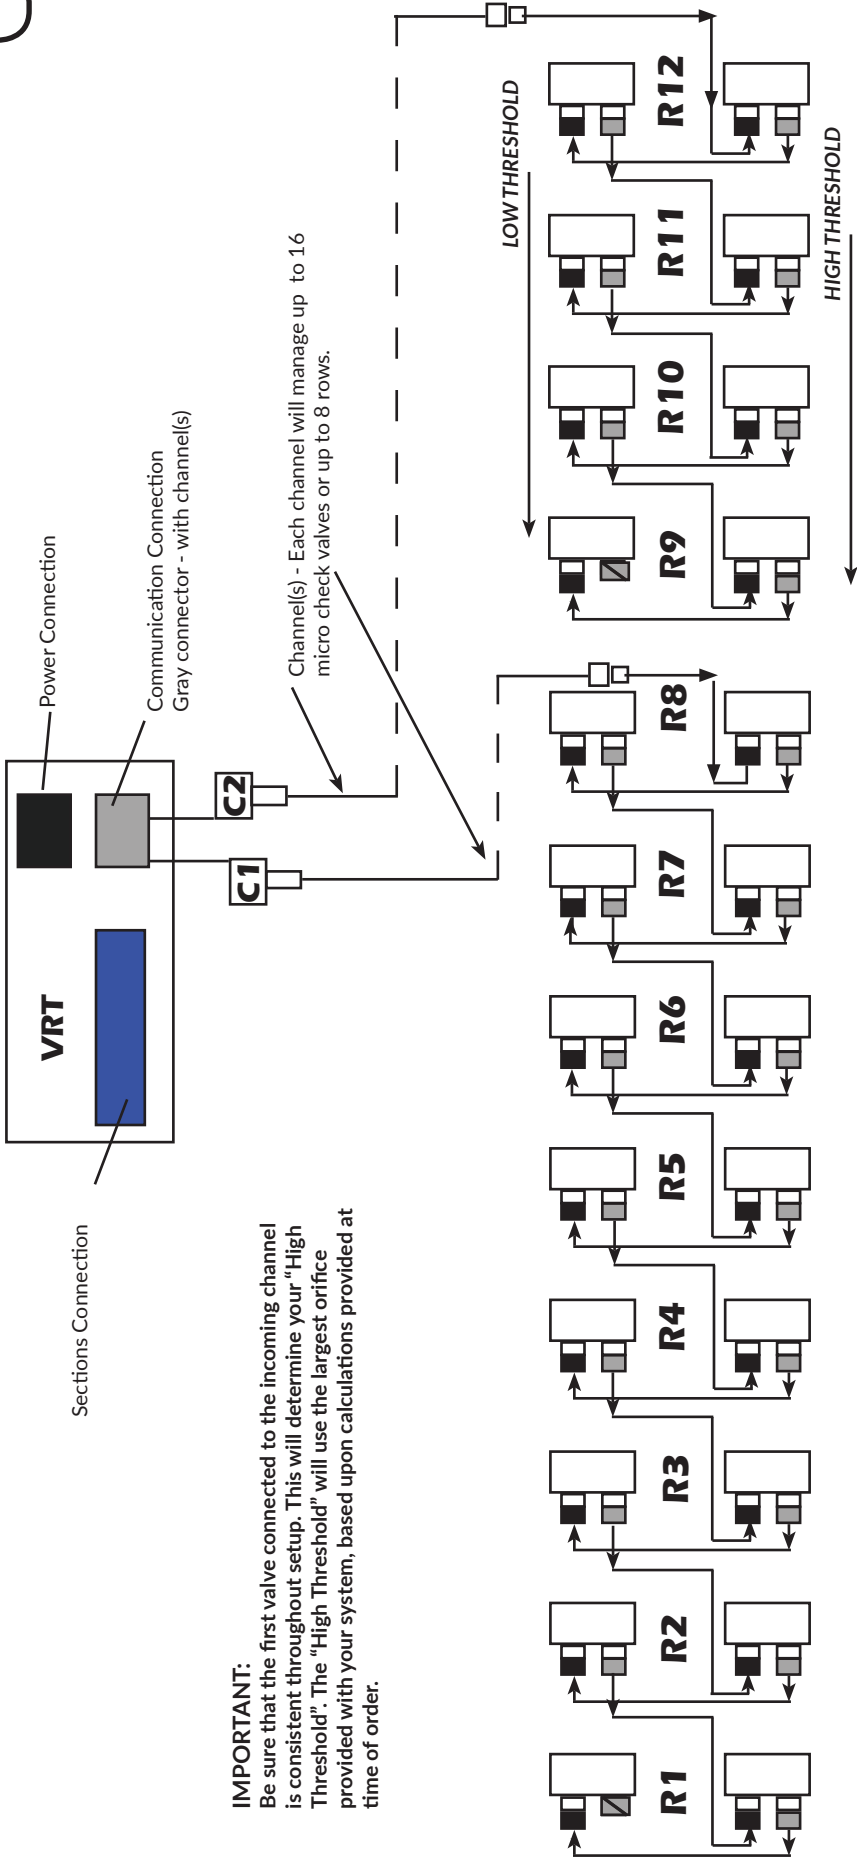 VRT
Power Connection
Communication Connection
Gray connector - with channel(s)
Sections Connection
C1
C2
Channel(s) - Each channel will manage up to 16
micro check valves or up to 8 rows.
IMPORTANT:
Be sure that the first valve connected to the incoming channel
is consistent throughout setup. This will determine your “High
Threshold”. The “High Threshold” will use the largest orifice
provided with your system, based upon calculations provided at
time of order.
LOW THRESHOLD
R1
R2
R3
R4
R5
R6
R7
R8
R9
R10
R11
R12
HIGH THRESHOLD